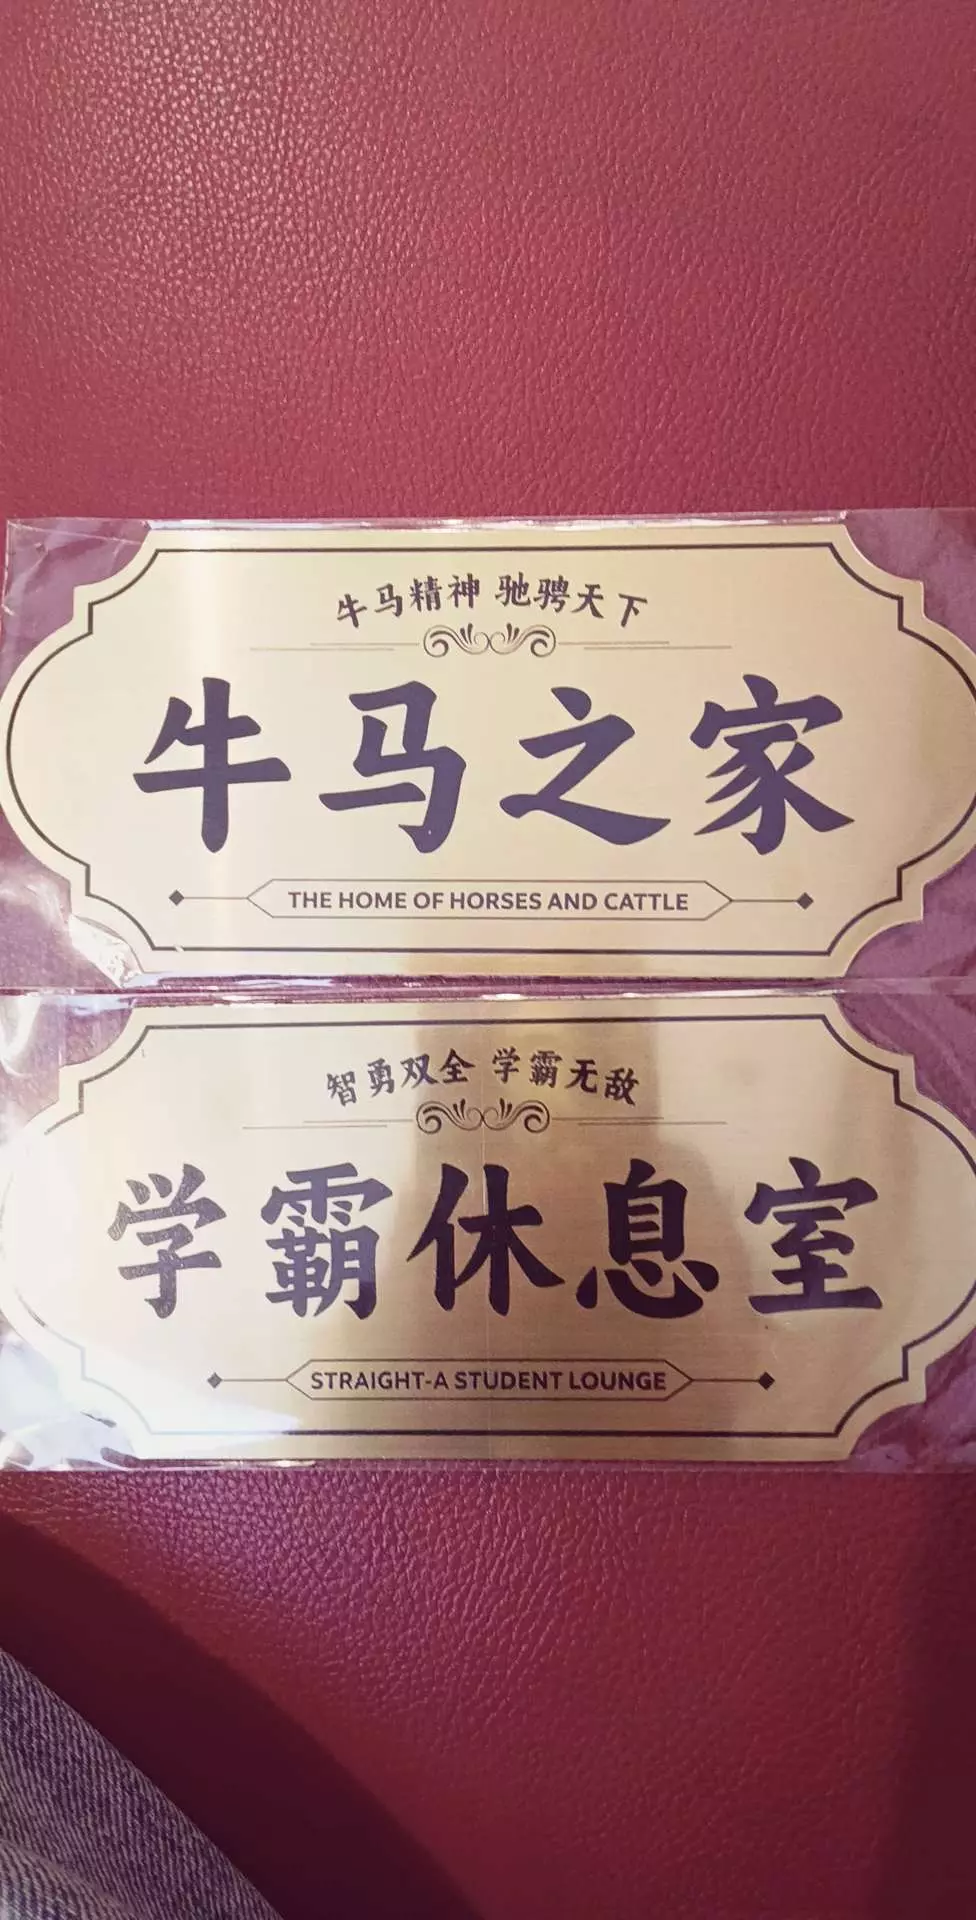 牛马精神 驰骋天下
牛马之家
THE HOME OF HORSES AND CATTLE
智勇双全 学霸无敌
学霸休息室
STRAIGHT-A STUDENT LOUNGE